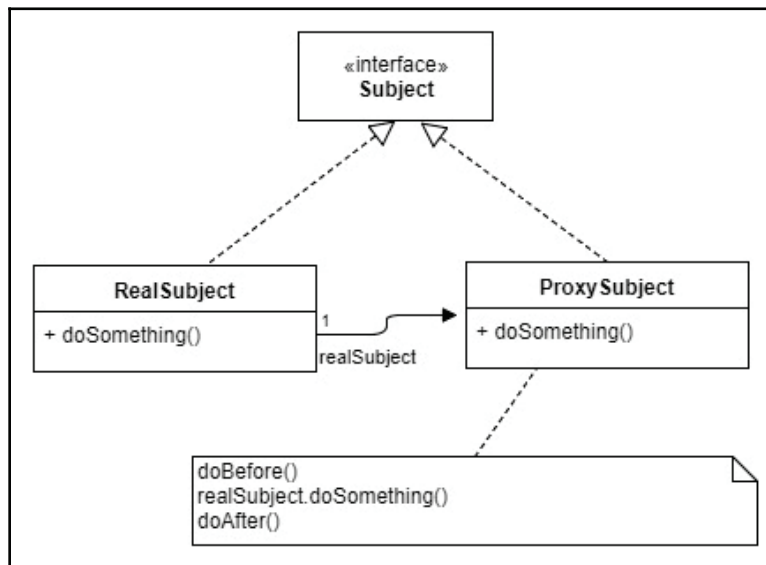 «interface»
Subject
RealSubject
ProxySubject
+ doSomething()
1
+ doSomething()
realSubject
doBefore()
realSubject.doSomething()
doAfter()